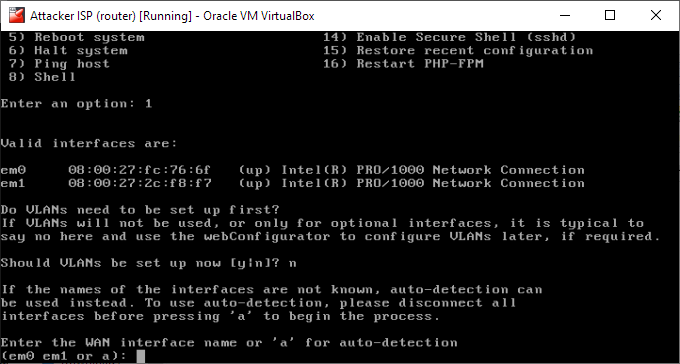 Attacker ISP (router) [Running] - Oracle VM VirtualBox
5) Reboot system 14) Enable Secure Shell (sshd)
6) Halt system 15) Restore recent configuration
7) Ping host 16) Restart PHP-FPM
8) Shell
Enter an option: 1
Valid interfaces are:
em0 08:00:27:fc:76:6f (up) Intel(R) PRO/1000 Network Connection
em1 08:00:27:2c:f8:f7 (up) Intel(R) PRO/1000 Network Connection
Do VLANs need to be set up first?
If VLANs will not be used, or only for optional interfaces, it is typical to
say no here and use the webConfigurator to configure VLANs later, if required.
Should VLANs be set up now [y|n]? n
If the names of the interfaces are not known, auto-detection can
be used instead. To use auto-detection, please disconnect all
interfaces before pressing 'a' to begin the process.
Enter the WAN interface name or 'a' for auto-detection
(em0 em1 or a):